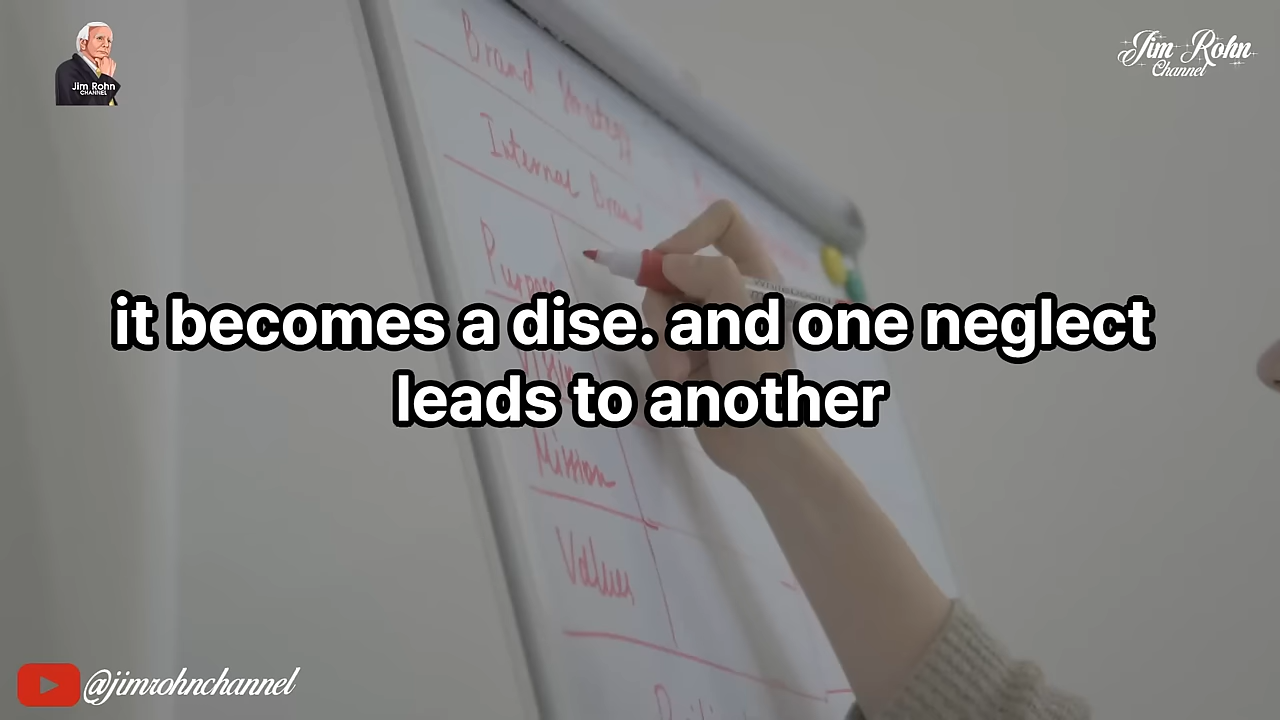 Jim Rohn
CHANNEL
Jim Rohn
Channel
Brand Strategy
Internal Brand
Purpose
it becomes a dise. and one neglect
leads to another
Vision
Mission
Values
@jimrohnchannel